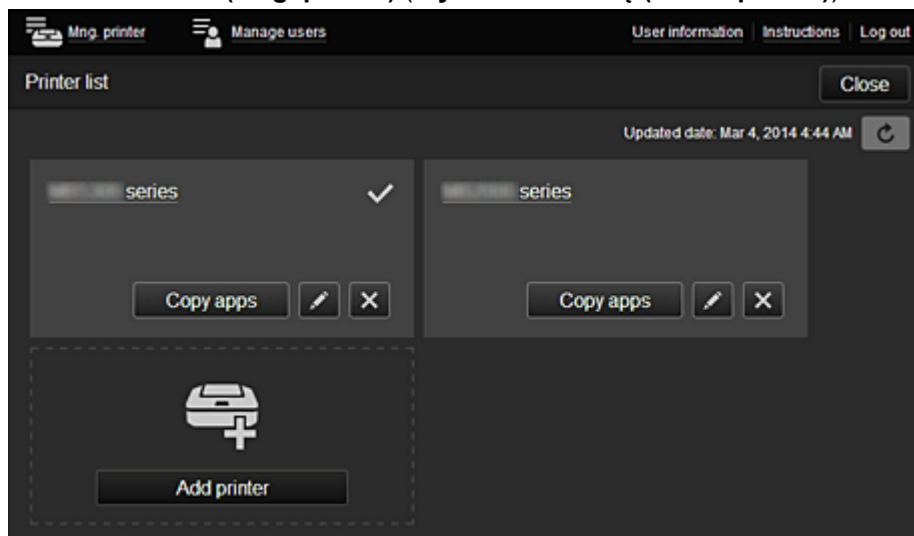 Mng. printer Manage users User information Instructions Log out
Printer list Close
Updated date: Mar 4, 2014 4:44 AM
series series
Copy apps Copy apps
Add printer